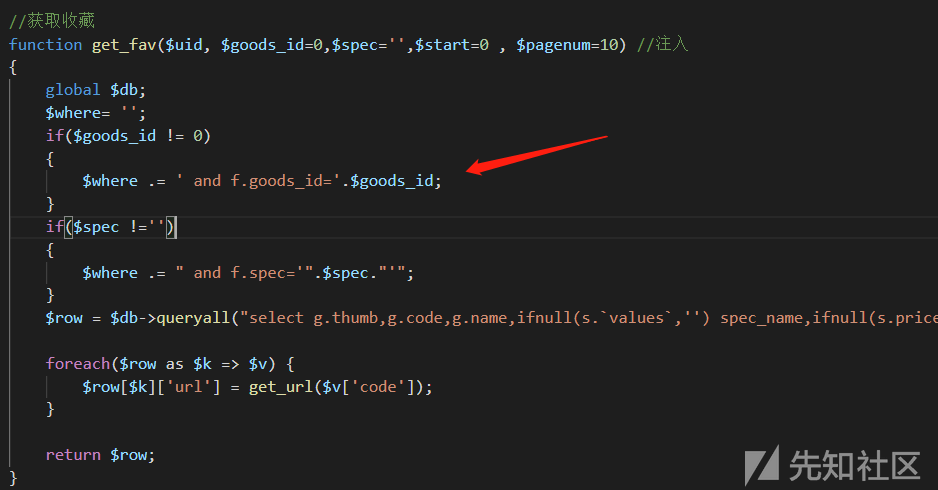 //获取收藏
function get_fav($uid, $goods_id=0,$spec='',$start=0 , $pagenum=10) //注入
{
    global $db;
    $where= '';
    if($goods_id != 0)
    {
        $where .= ' and f.goods_id='.$goods_id;
    }
    if($spec !='')
    {
        $where .= " and f.spec='".$spec."'";
    }
    $row = $db->queryall("select g.thumb,g.code,g.name,ifnull(s.`values`,'') spec_name,ifnull(s.price
    foreach($row as $k => $v) {
        $row[$k]['url'] = get_url($v['code']);
    }
    return $row;
}
先知社区